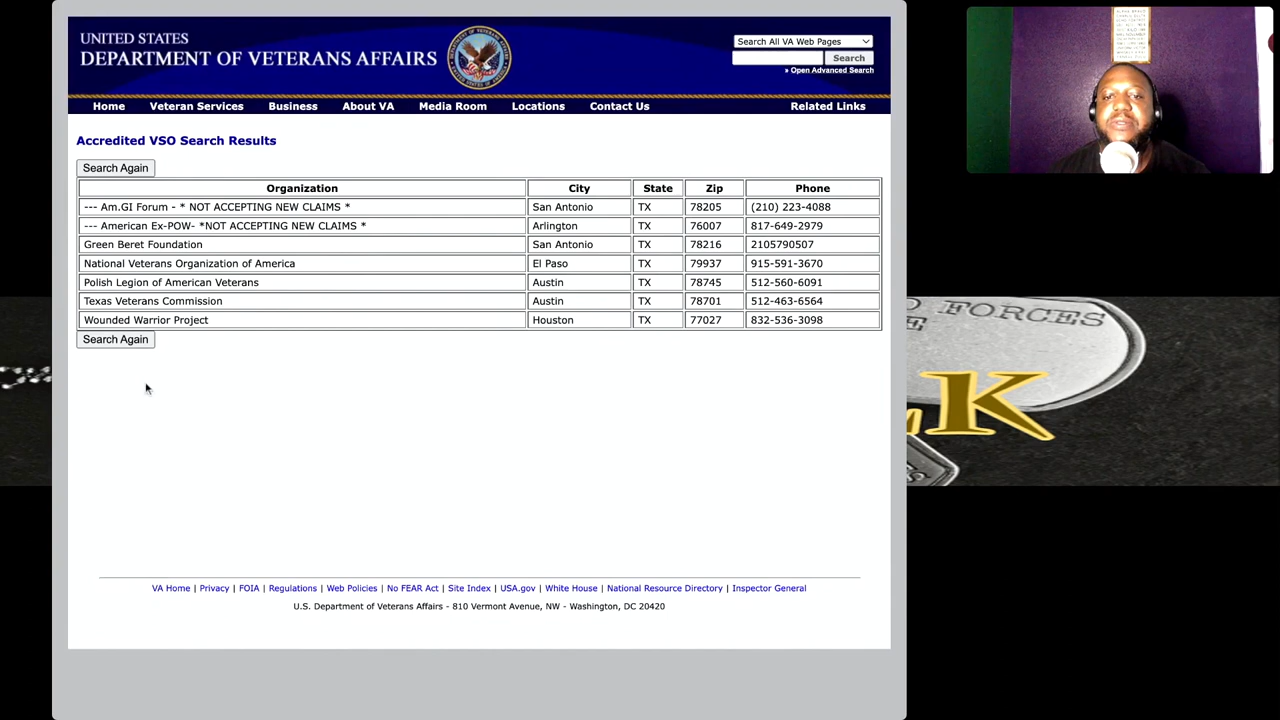 UNITED STATES
DEPARTMENT OF VETERANS AFFAIRS
Search All VA Web Pages
Search
» Open Advanced Search
Home Veteran Services Business About VA Media Room Locations Contact Us Related Links
Accredited VSO Search Results
Search Again
Organization City State Zip Phone
--- Am.GI Forum - * NOT ACCEPTING NEW CLAIMS * San Antonio TX 78205 (210) 223-4088
--- American Ex-POW- *NOT ACCEPTING NEW CLAIMS * Arlington TX 76007 817-649-2979
Green Beret Foundation San Antonio TX 78216 2105790507
National Veterans Organization of America El Paso TX 79937 915-591-3670
Polish Legion of American Veterans Austin TX 78745 512-560-6091
Texas Veterans Commission Austin TX 78701 512-463-6564
Wounded Warrior Project Houston TX 77027 832-536-3098
Search Again
VA Home | Privacy | FOIA | Regulations | Web Policies | No FEAR Act | Site Index | USA.gov | White House | National Resource Directory | Inspector General
U.S. Department of Veterans Affairs - 810 Vermont Avenue, NW - Washington, DC 20420
FORCES
K